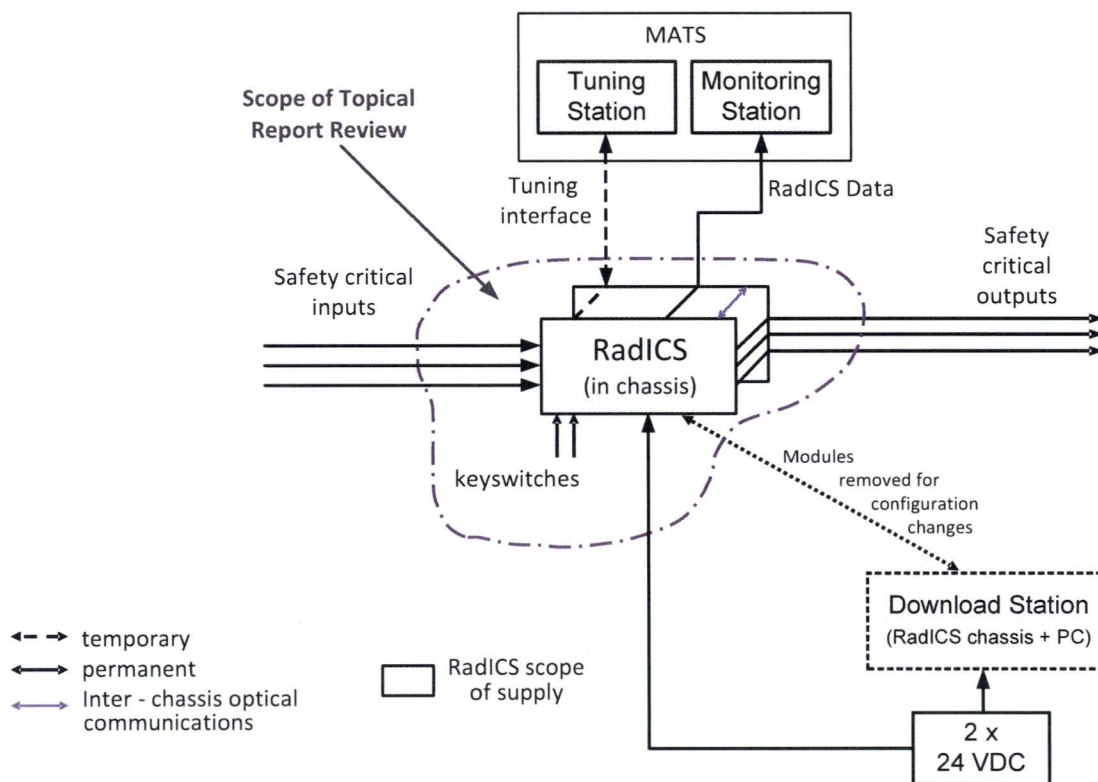 MATS
Tuning
Station
Monitoring
Station
Scope of Topical
Report Review
Tuning
interface
RadICS Data
Safety critical
inputs
Safety
critical
outputs
RadICS
(in chassis)
keyswitches
Modules
removed for
configuration
changes
Download Station
(RadICS chassis + PC)
temporary
permanent
Inter - chassis optical
communications
RadICS scope
of supply
2 x
24 VDC